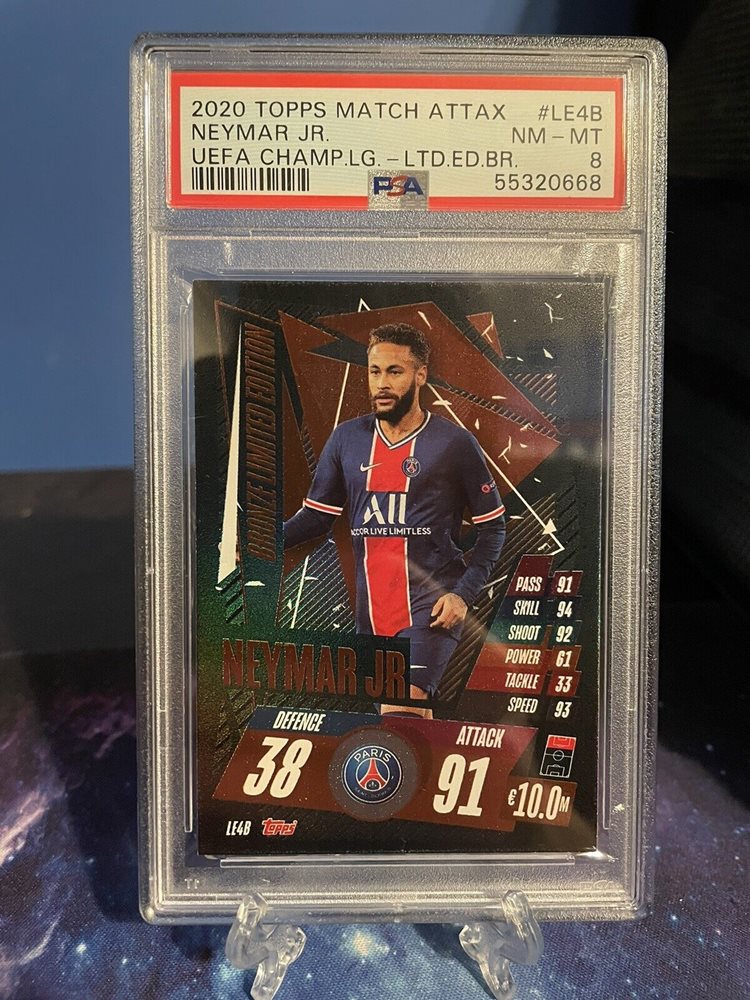 2020 TOPPS MATCH ATTAX #LE4B
NEYMAR JR. NM - MT
UEFA CHAMP.LG. - LTD.ED.BR. 8
PSA 55320668
BRONZE LIMITED EDITION
ALL
ACCOR LIVE LIMITLESS
PASS 91
SKILL 94
SHOOT 92
POWER 61
TACKLE 33
SPEED 93
NEYMAR JR
DEFENCE
38
PARIS
SAINT-GERMAIN
ATTACK
91
€10.0M
LE4B topps